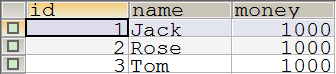 id name money
1 Jack 1000
2 Rose 1000
3 Tom 1000